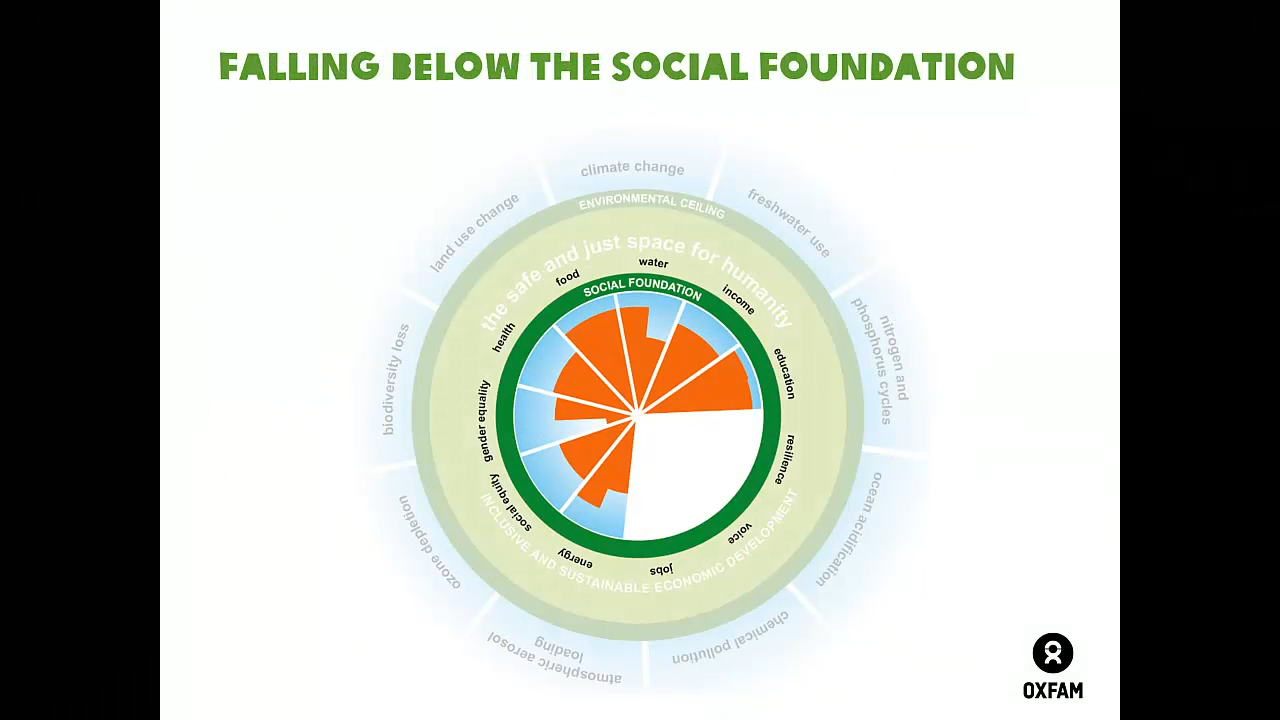 FALLING BELOW THE SOCIAL FOUNDATION
climate change
freshwater use
nitrogen and
phosphorus cycles
ocean acidification
chemical pollution
atmospheric aerosol
loading
ozone depletion
biodiversity loss
land use change
ENVIRONMENTAL CEILING
the safe and just space for humanity
SOCIAL FOUNDATION
water
income
education
resilience
voice
jobs
energy
social equity
gender equality
health
food
INCLUSIVE AND SUSTAINABLE ECONOMIC DEVELOPMENT
OXFAM